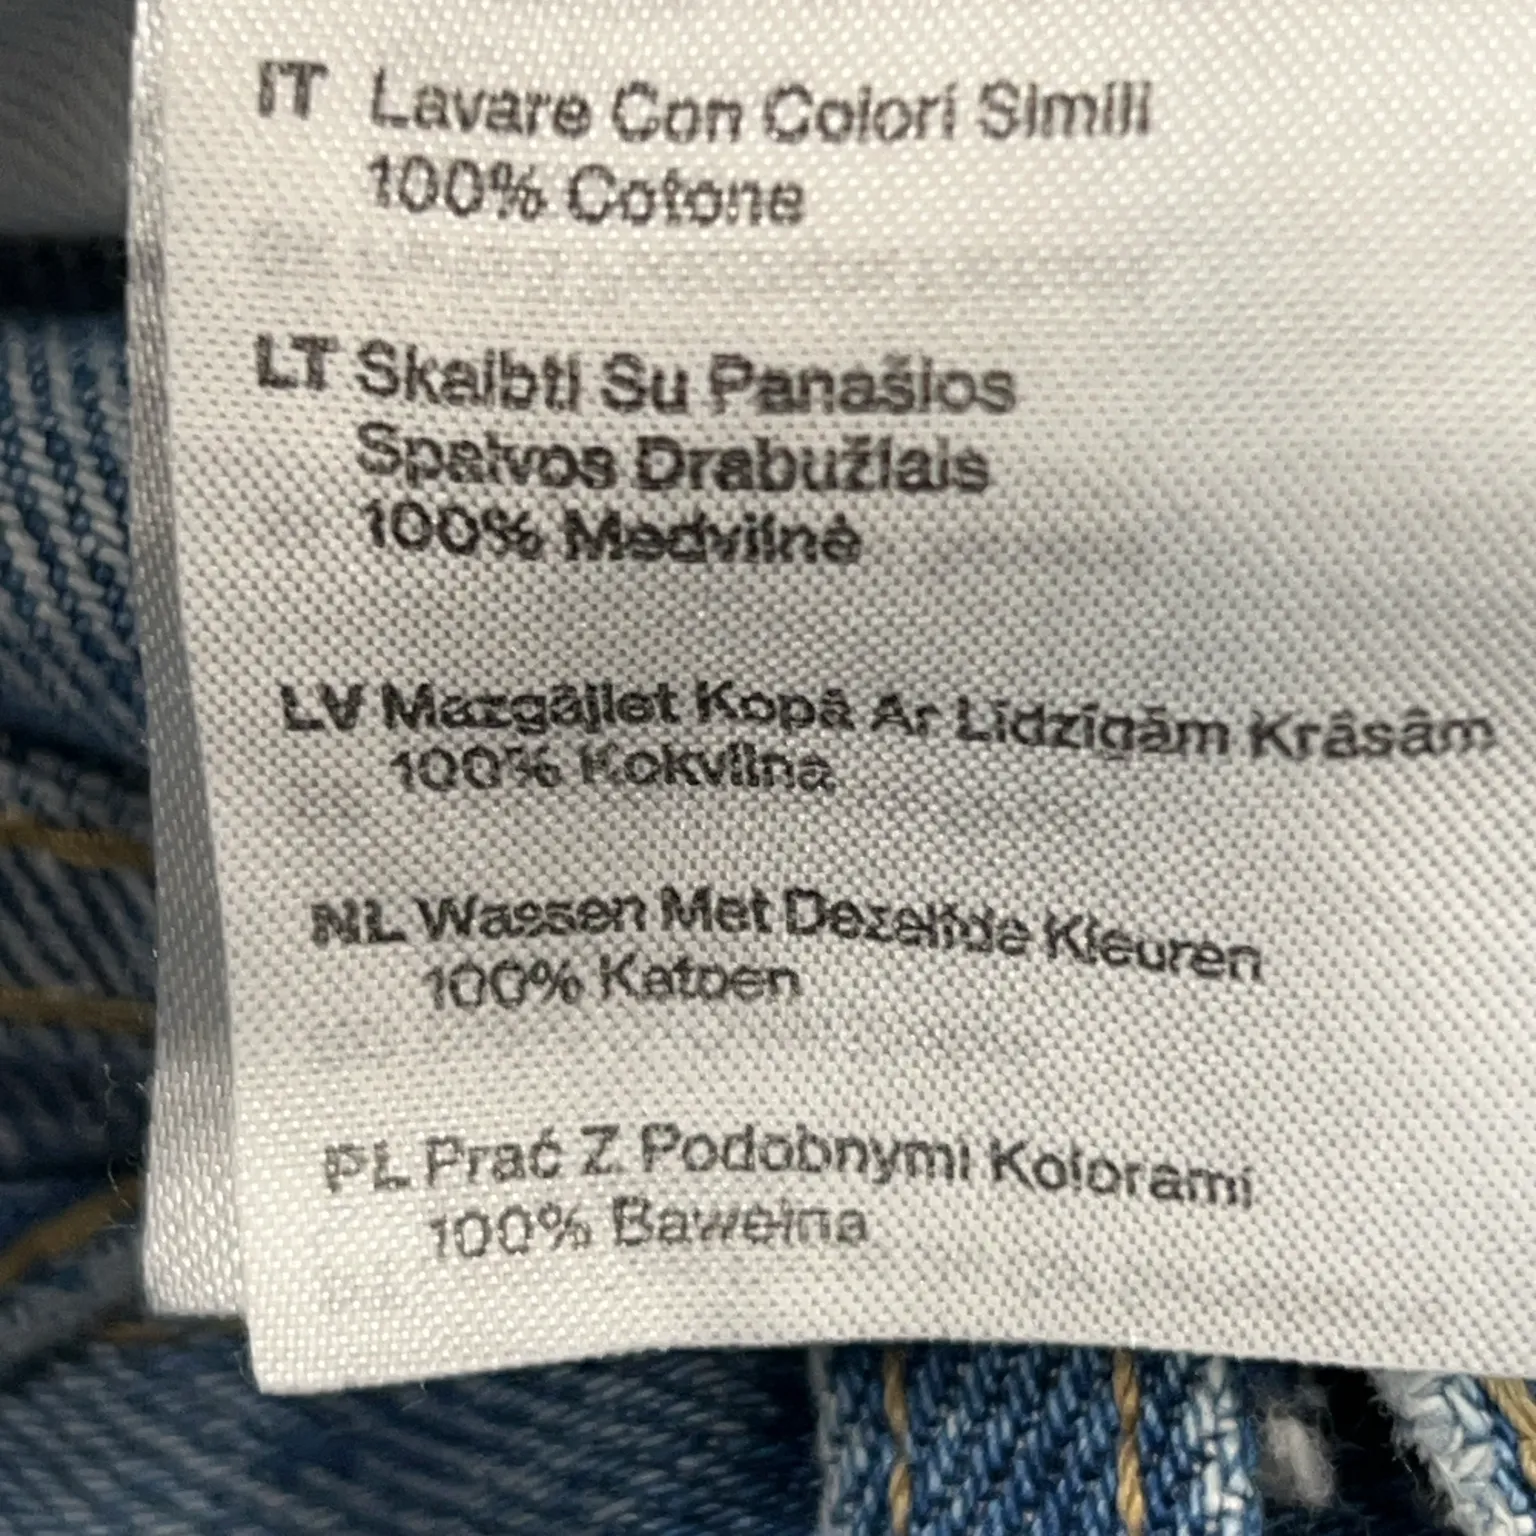 IT Lavare Con Colori Simili
100% Cotone
LT Skalbti Su Panašios
Spalvos Drabužiais
100% Medvilnė
LV Mazgājiet Kopā Ar Līdzīgām Krāsām
100% Kokvilna
NL Wassen Met Dezelfde Kleuren
100% Katoen
PL Prać Z Podobnymi Kolorami
100% Bawełna